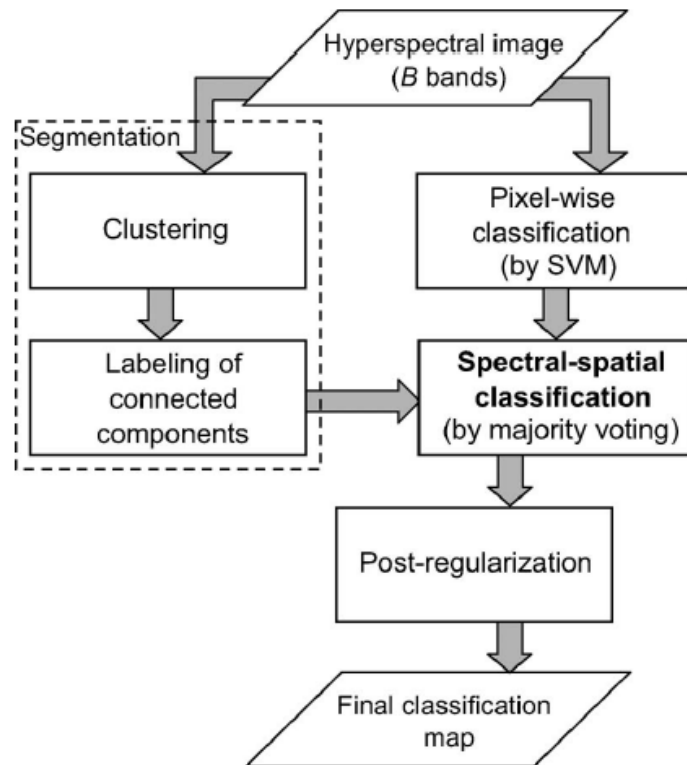 Hyperspectral image
(B bands)
Segmentation
Clustering
Pixel-wise
classification
(by SVM)
Labeling of
connected
components
Spectral-spatial
classification
(by majority voting)
Post-regularization
Final classification
map